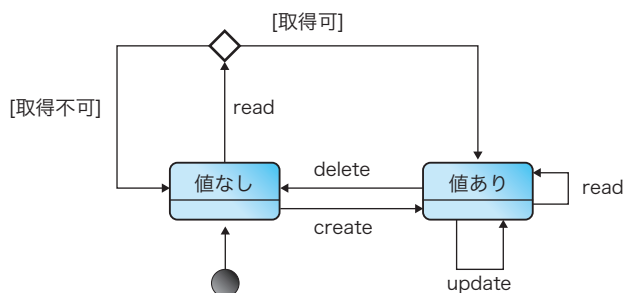 [取得可]
[取得不可]
read
値なし
delete
値あり
read
create
update